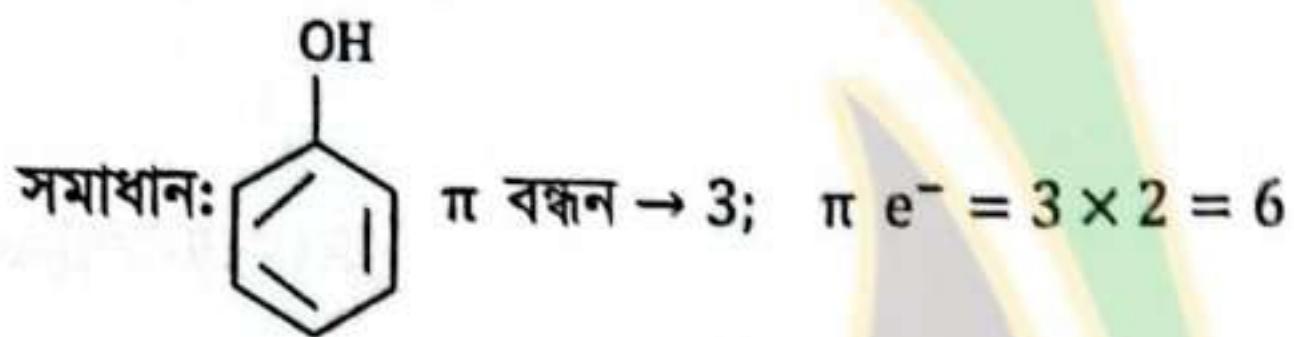 OH
সমাধান: π বন্ধন → 3; π e⁻ = 3 × 2 = 6